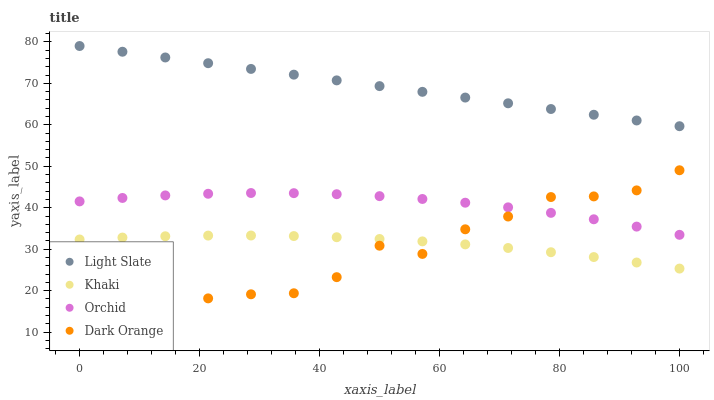 title
yaxis_label
80
70
60
50
40
30
20
10
Light Slate
Khaki
Orchid
Dark Orange
0 20 40 60 80 100
xaxis_label